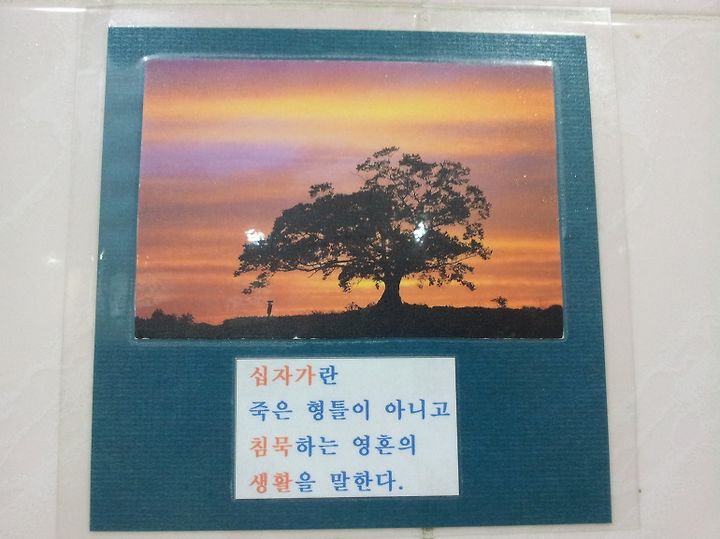 십자가란
죽은 형틀이 아니고
침묵하는 영혼의
생활을 말한다.